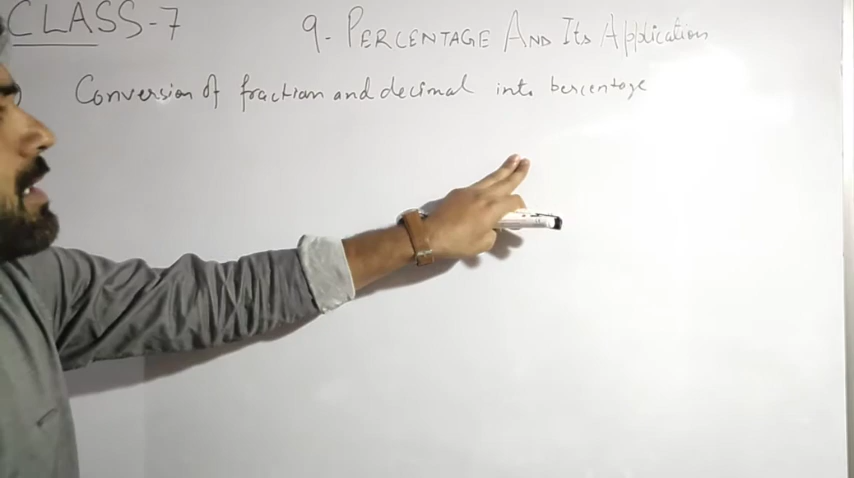 CLASS-7 9- PERCENTAGE AND Its Application
Conversion of fraction and decimal into percentage